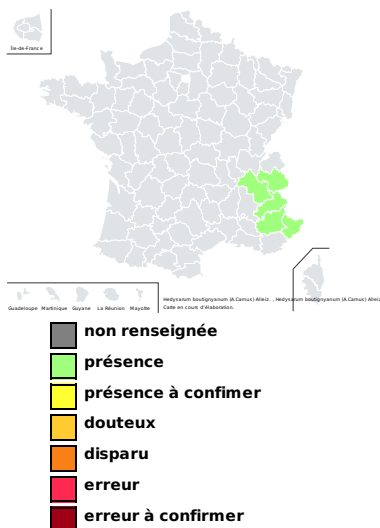 Île-de-France
Guadeloupe Martinique Guyane La Réunion Mayotte
Hedysarum boutignyanum (A.Camus) Alleiz. , Hedysarum boutignyanum (A.Camus) Alleiz
Carte en cours d'élaboration.
non renseignée
présence
présence à confimer
douteux
disparu
erreur
erreur à confirmer